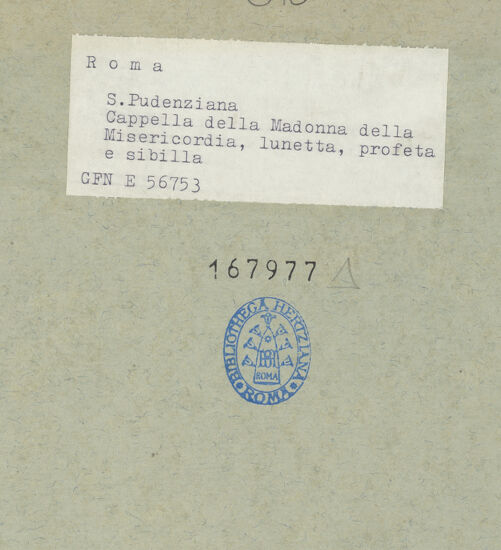 R o m a
S.Pudenziana
Cappella della Madonna della
Misericordia, lunetta, profeta
e sibilla
GFN E 56753
167977
BIBLIOTHECA HERTZIANA
ROMA
ROMA